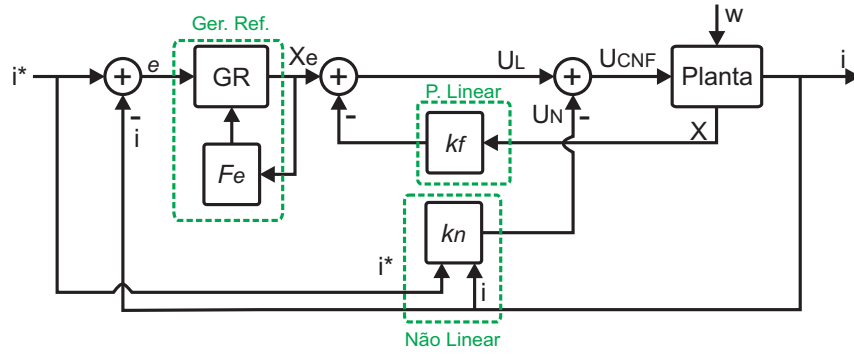 Ger. Ref.
w
i*
+
e
GR
Xe
+
UL
+
UCNF
Planta
i
-
i
-
P. Linear
UN
-
X
Fe
kf
kn
i*
i
Não Linear